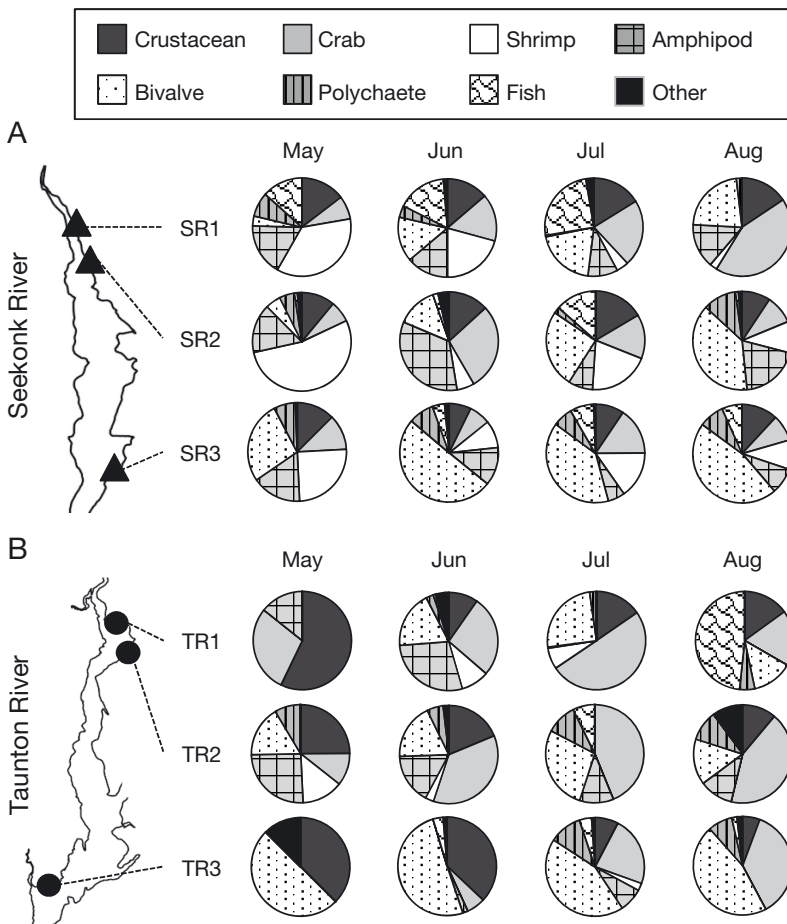 Crustacean Crab Shrimp Amphipod
Bivalve Polychaete Fish Other
A
May Jun Jul Aug
Seekonk River
SR1
SR2
SR3
B
May Jun Jul Aug
Taunton River
TR1
TR2
TR3